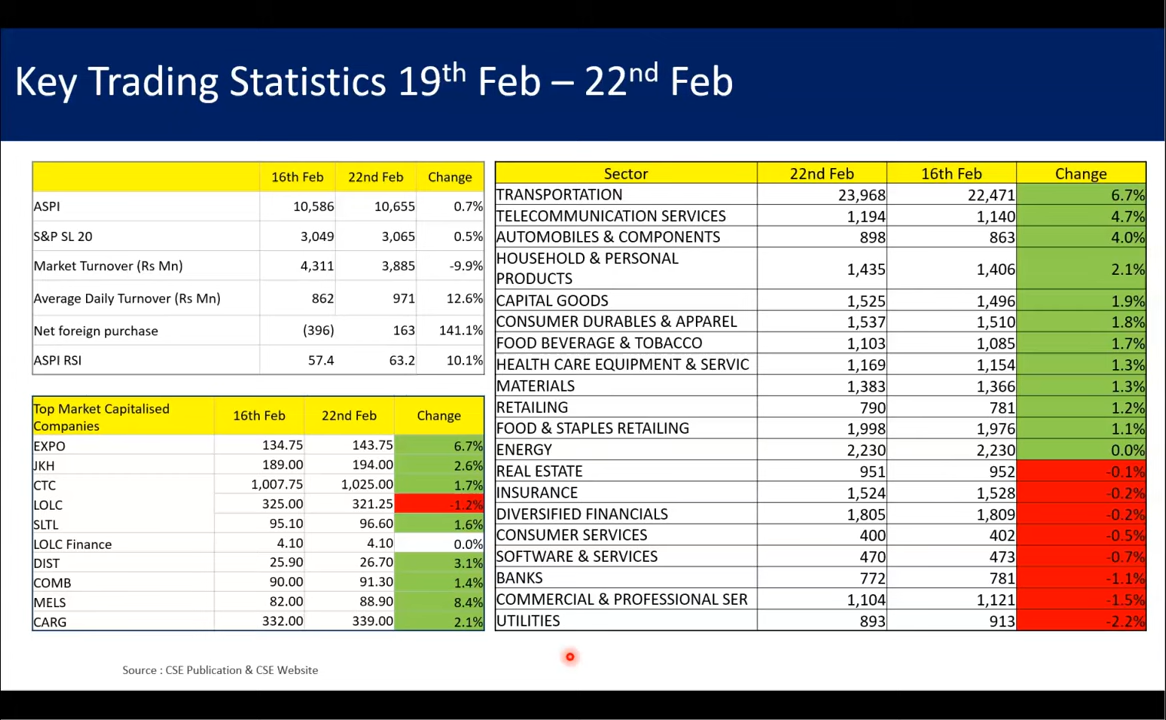 Key Trading Statistics 19th Feb – 22nd Feb
16th Feb 22nd Feb Change
ASPI 10,586 10,655 0.7%
S&P SL 20 3,049 3,065 0.5%
Market Turnover (Rs Mn) 4,311 3,885 -9.9%
Average Daily Turnover (Rs Mn) 862 971 12.6%
Net foreign purchase (396) 163 141.1%
ASPI RSI 57.4 63.2 10.1%
Top Market Capitalised
Companies 16th Feb 22nd Feb Change
EXPO 134.75 143.75 6.7%
JKH 189.00 194.00 2.6%
CTC 1,007.75 1,025.00 1.7%
LOLC 325.00 321.25 -1.2%
SLTL 95.10 96.60 1.6%
LOLC Finance 4.10 4.10 0.0%
DIST 25.90 26.70 3.1%
COMB 90.00 91.30 1.4%
MELS 82.00 88.90 8.4%
CARG 332.00 339.00 2.1%
Sector 22nd Feb 16th Feb Change
TRANSPORTATION 23,968 22,471 6.7%
TELECOMMUNICATION SERVICES 1,194 1,140 4.7%
AUTOMOBILES & COMPONENTS 898 863 4.0%
HOUSEHOLD & PERSONAL
PRODUCTS 1,435 1,406 2.1%
CAPITAL GOODS 1,525 1,496 1.9%
CONSUMER DURABLES & APPAREL 1,537 1,510 1.8%
FOOD BEVERAGE & TOBACCO 1,103 1,085 1.7%
HEALTH CARE EQUIPMENT & SERVIC 1,169 1,154 1.3%
MATERIALS 1,383 1,366 1.3%
RETAILING 790 781 1.2%
FOOD & STAPLES RETAILING 1,998 1,976 1.1%
ENERGY 2,230 2,230 0.0%
REAL ESTATE 951 952 -0.1%
INSURANCE 1,524 1,528 -0.2%
DIVERSIFIED FINANCIALS 1,805 1,809 -0.2%
CONSUMER SERVICES 400 402 -0.5%
SOFTWARE & SERVICES 470 473 -0.7%
BANKS 772 781 -1.1%
COMMERCIAL & PROFESSIONAL SER 1,104 1,121 -1.5%
UTILITIES 893 913 -2.2%
Source : CSE Publication & CSE Website